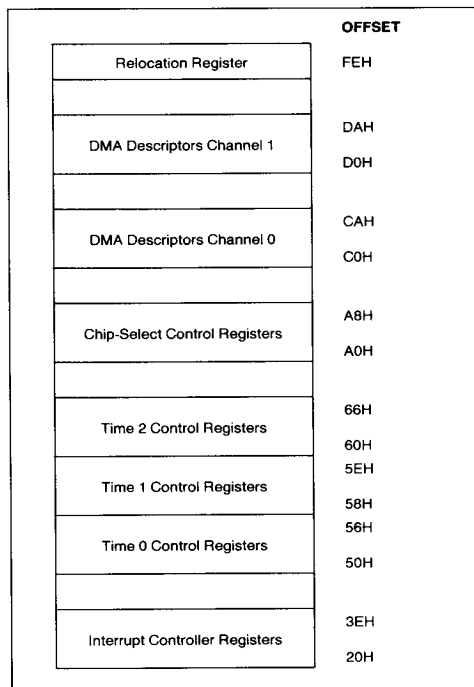 OFFSET
Relocation Register FEH
DAH
DMA Descriptors Channel 1
D0H
CAH
DMA Descriptors Channel 0
C0H
A8H
Chip-Select Control Registers
A0H
66H
Time 2 Control Registers
60H
5EH
Time 1 Control Registers
58H
56H
Time 0 Control Registers
50H
3EH
Interrupt Controller Registers
20H